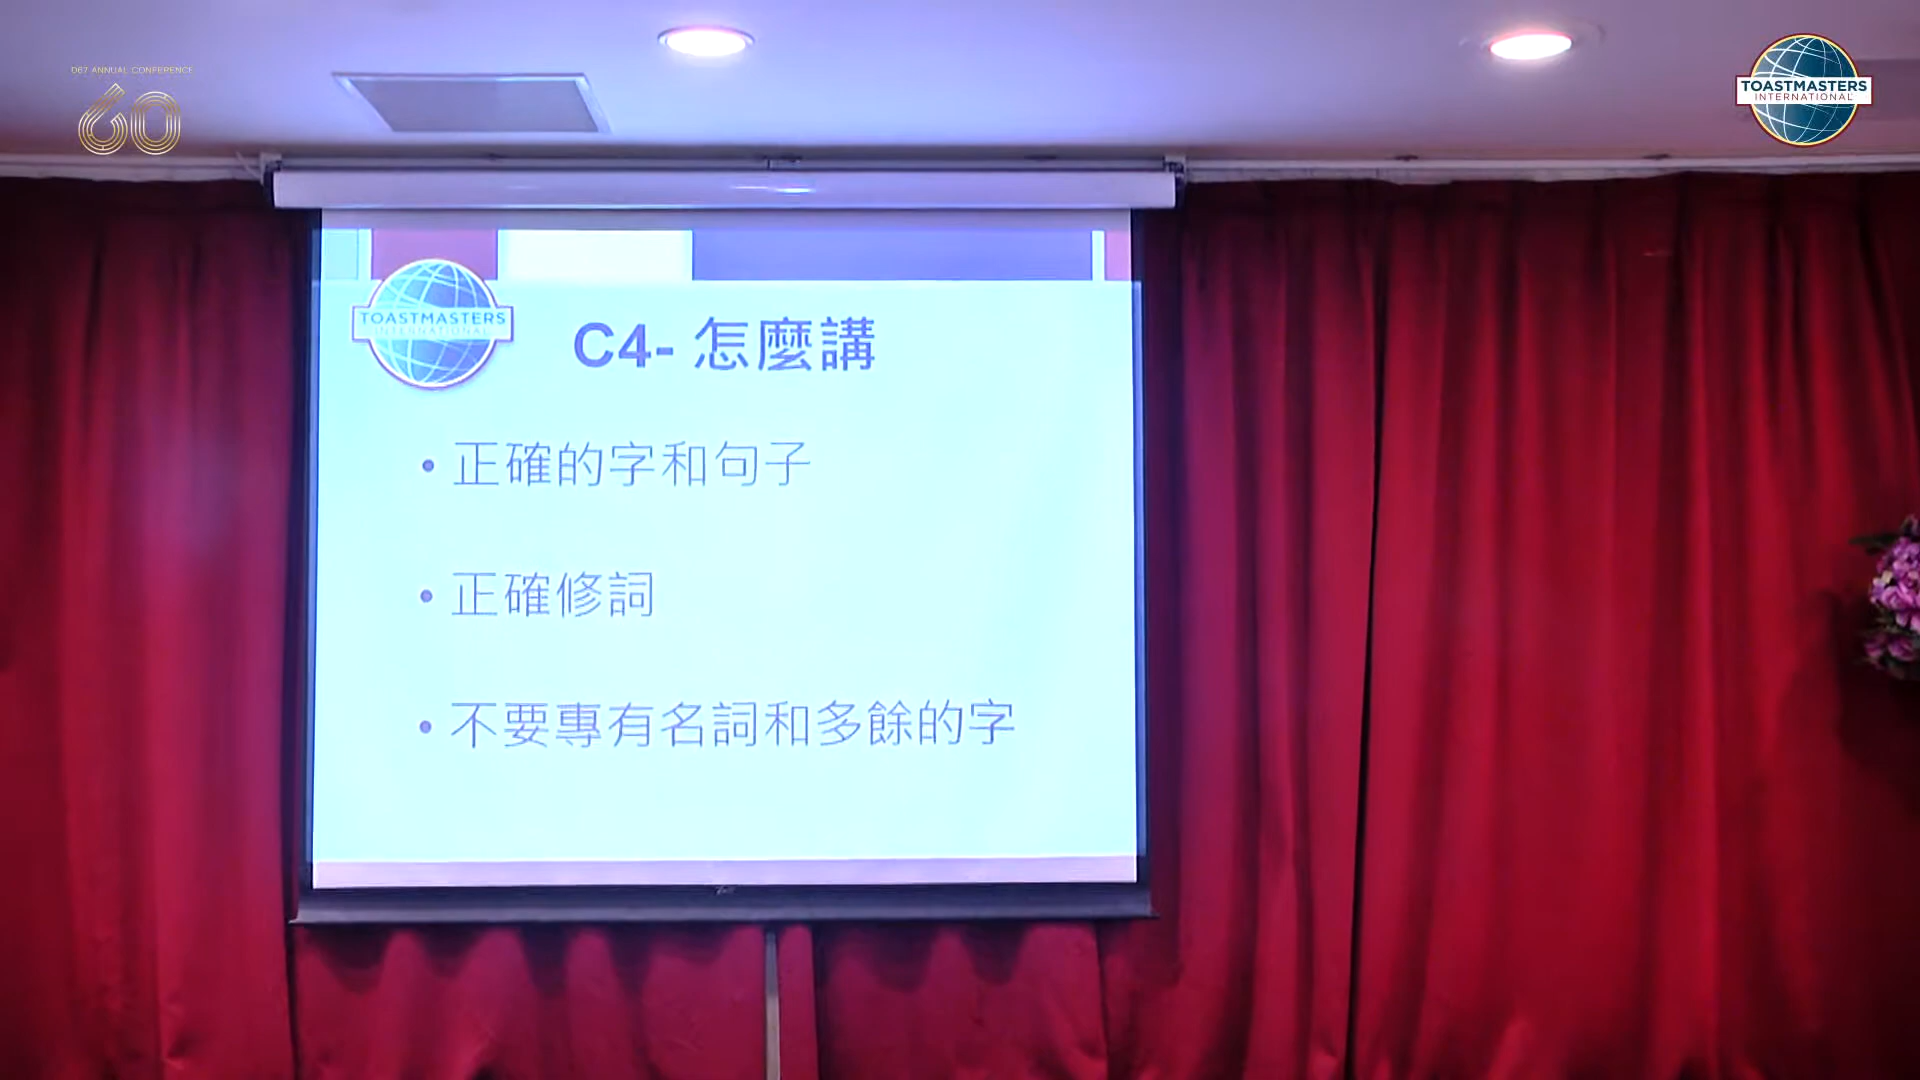 D67 ANNUAL CONFERENCE
60
TOASTMASTERS
INTERNATIONAL
TOASTMASTERS
INTERNATIONAL
C4- 怎麼講
• 正確的字和句子
• 正確修詞
• 不要專有名詞和多餘的字